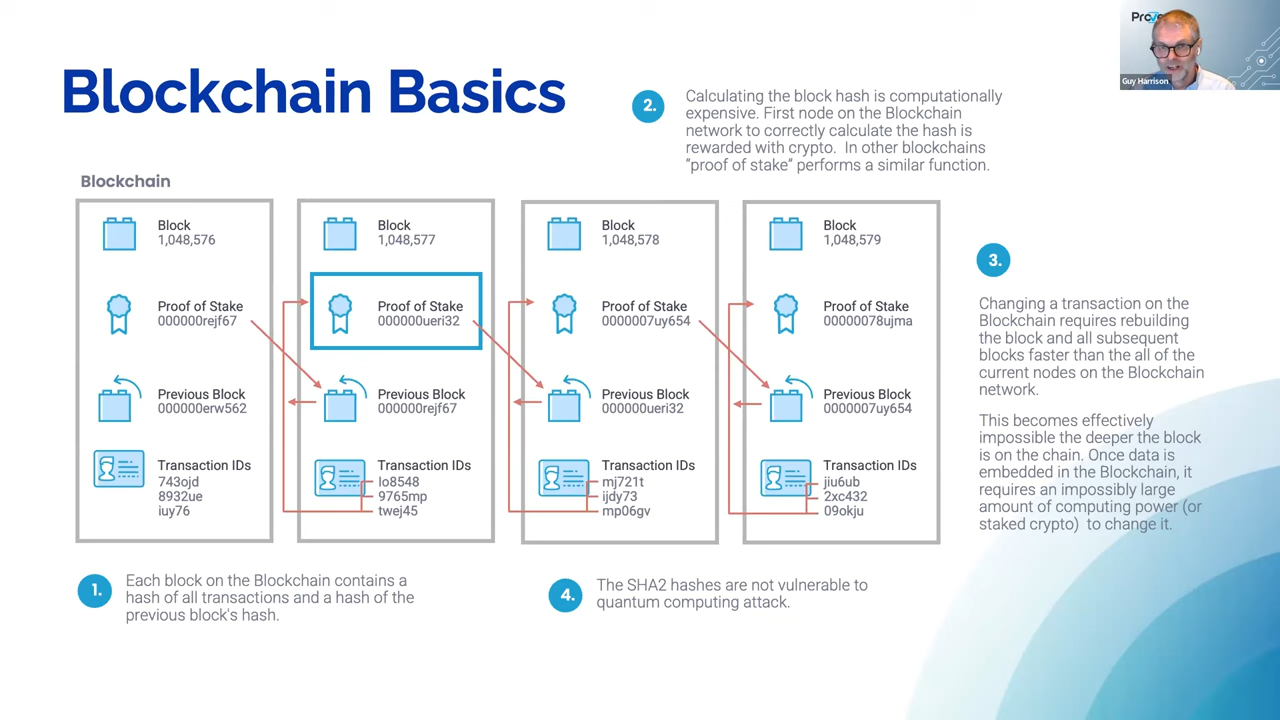 Blockchain Basics
Guy Harrison
2.
Calculating the block hash is computationally
expensive. First node on the Blockchain
network to correctly calculate the hash is
rewarded with crypto.  In other blockchains
"proof of stake" performs a similar function.
Blockchain
Block
1,048,576
Proof of Stake
000000rejf67
Previous Block
000000erw562
Transaction IDs
743ojd
8932ue
iuy76
Block
1,048,577
Proof of Stake
000000ueri32
Previous Block
000000rejf67
Transaction IDs
lo8548
9765mp
twej45
Block
1,048,578
Proof of Stake
0000007uy654
Previous Block
000000ueri32
Transaction IDs
mj721t
ijdy73
mp06gv
Block
1,048,579
Proof of Stake
00000078ujma
Previous Block
0000007uy654
Transaction IDs
jiu6ub
2xc432
09okju
3.
Changing a transaction on the
Blockchain requires rebuilding
the block and all subsequent
blocks faster than the all of the
current nodes on the Blockchain
network.
This becomes effectively
impossible the deeper the block
is on the chain. Once data is
embedded in the Blockchain, it
requires an impossibly large
amount of computing power (or
staked crypto)  to change it.
1.
Each block on the Blockchain contains a
hash of all transactions and a hash of the
previous block's hash.
4.
The SHA2 hashes are not vulnerable to
quantum computing attack.